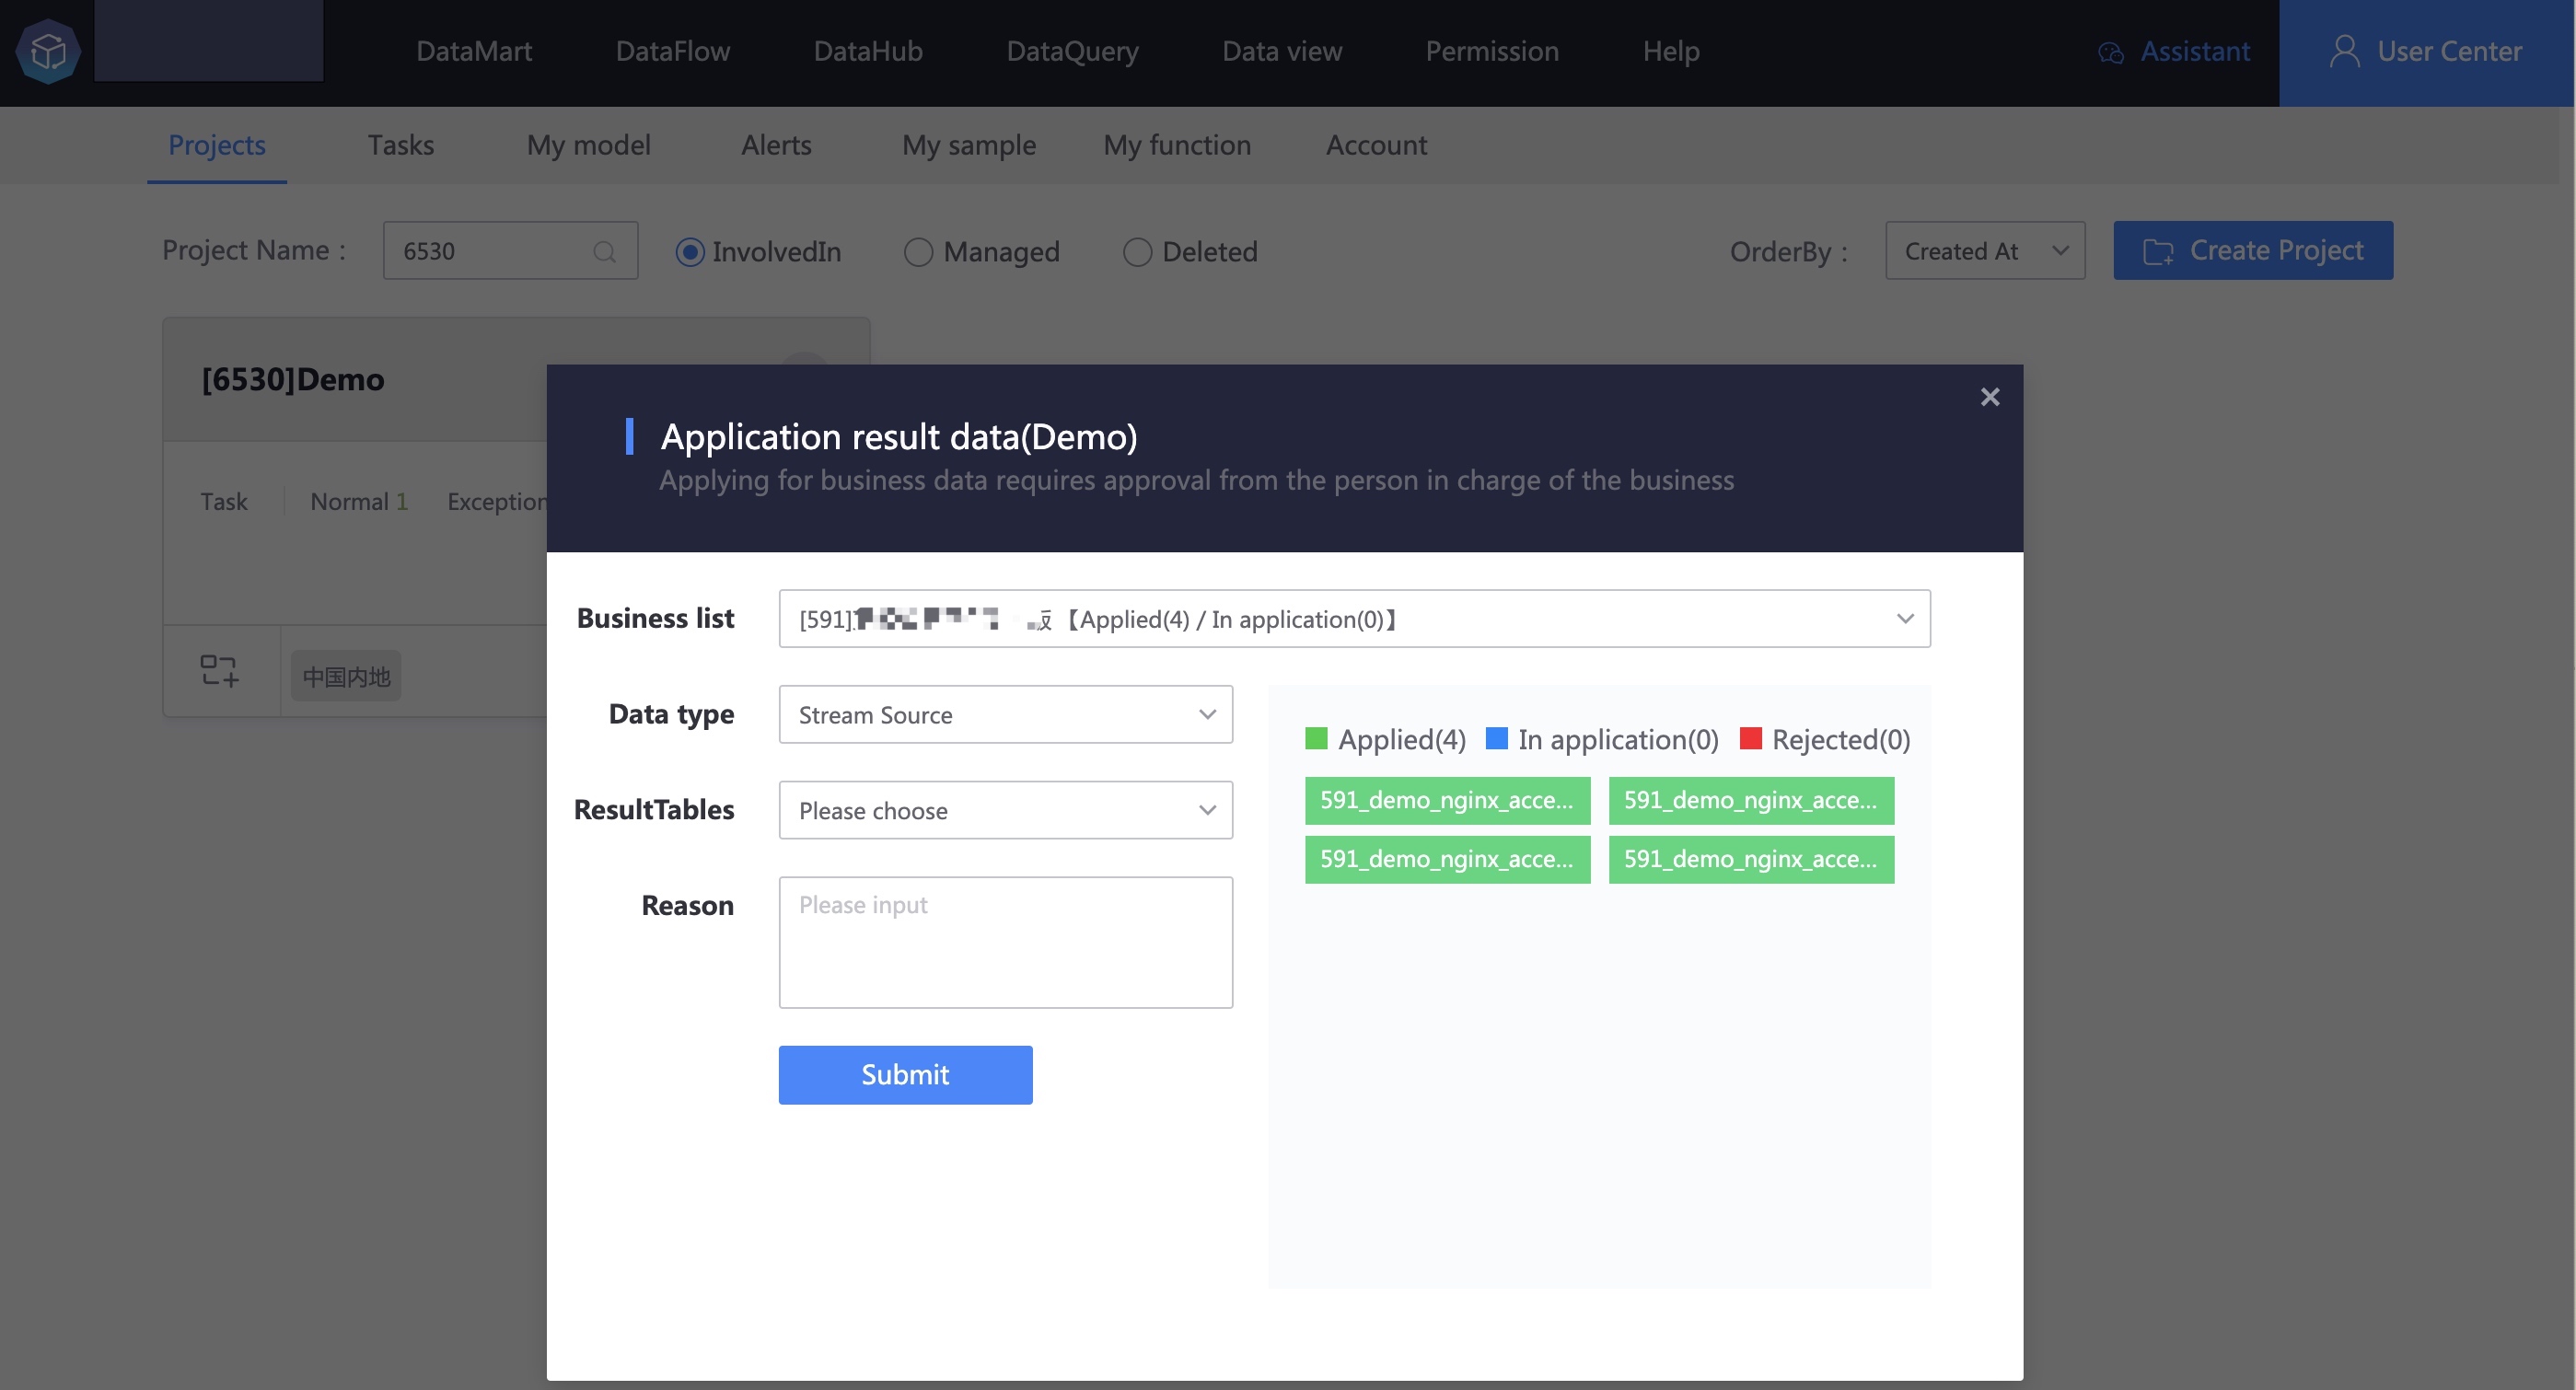 DataMart DataFlow DataHub DataQuery Data view Permission Help Assistant User Center
Projects Tasks My model Alerts My sample My function Account
Project Name : 6530 InvolvedIn Managed Deleted OrderBy : Created At Create Project
[6530]Demo
Task Normal 1 Exception
中国内地
Application result data(Demo)
Applying for business data requires approval from the person in charge of the business
Business list [591] 【Applied(4) / In application(0)】
Data type Stream Source
ResultTables Please choose
Reason Please input
Submit
Applied(4) In application(0) Rejected(0)
591_demo_nginx_acce... 591_demo_nginx_acce...
591_demo_nginx_acce... 591_demo_nginx_acce...